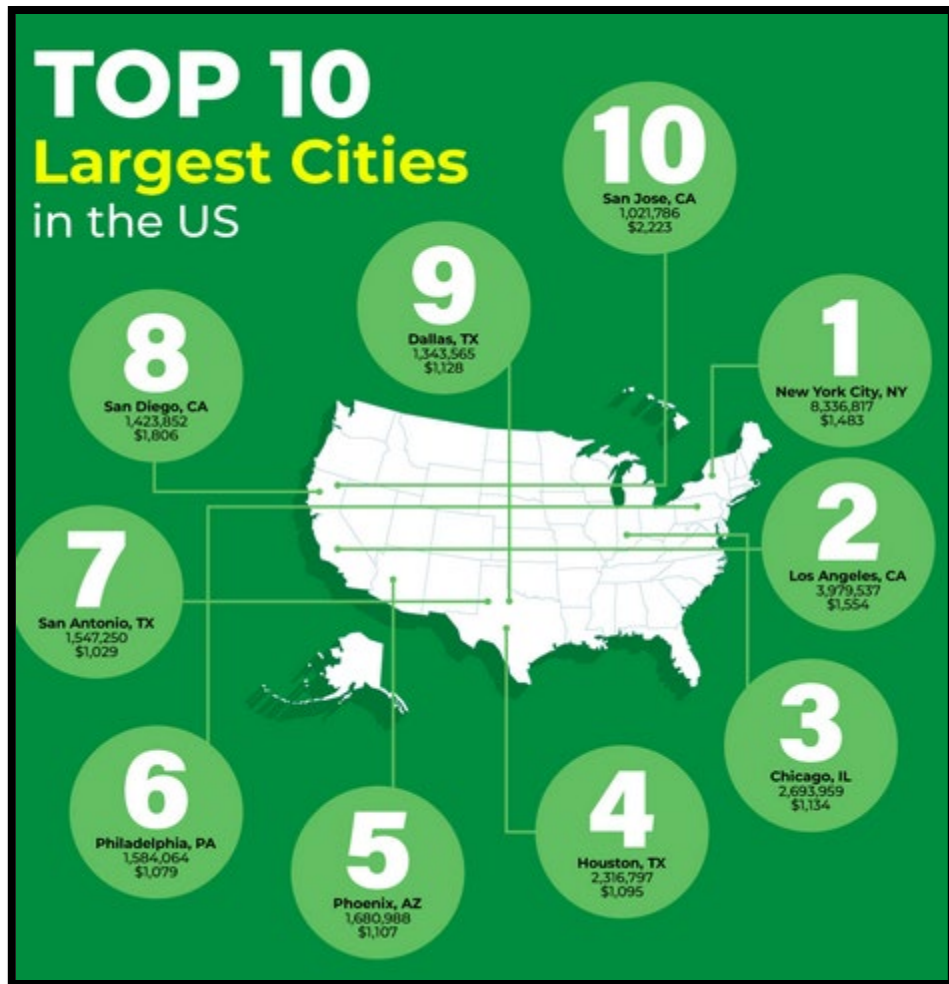 TOP 10
Largest Cities
in the US
10
San Jose, CA
1,021,786
$2,223
9
Dallas, TX
1,343,565
$1,128
8
San Diego, CA
1,423,852
$1,806
1
New York City, NY
8,336,817
$1,483
2
Los Angeles, CA
3,979,537
$1,554
7
San Antonio, TX
1,547,250
$1,029
3
Chicago, IL
2,693,959
$1,134
6
Philadelphia, PA
1,584,064
$1,079
4
Houston, TX
2,316,797
$1,095
5
Phoenix, AZ
1,680,988
$1,107